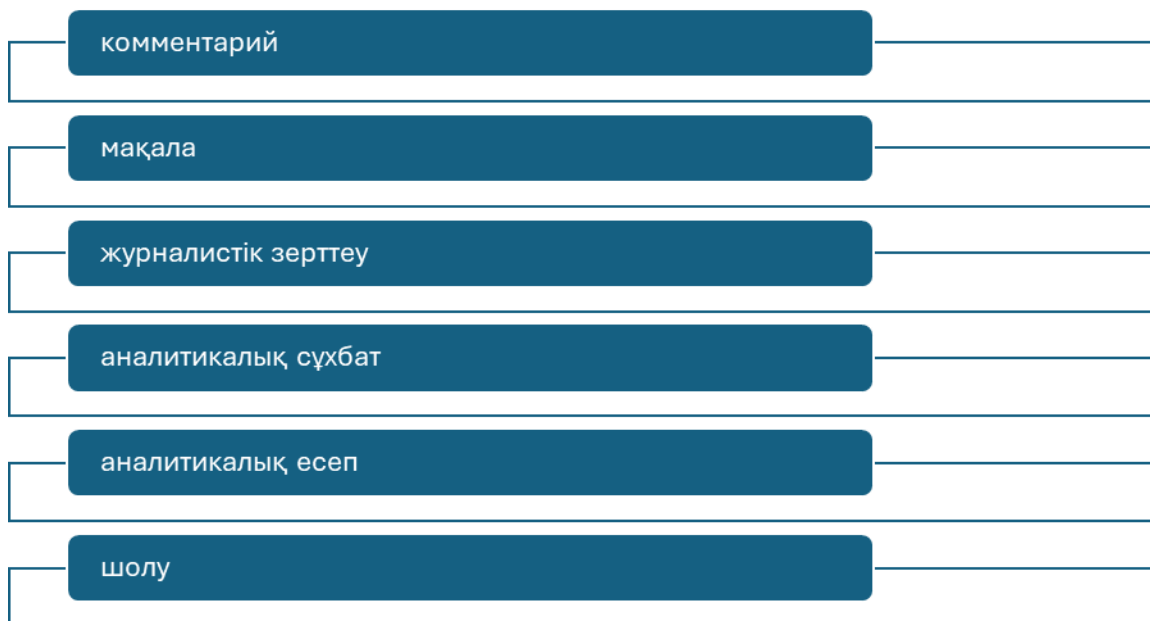 комментарий
мақала
журналистік зерттеу
аналитикалық сұхбат
аналитикалық есеп
шолу